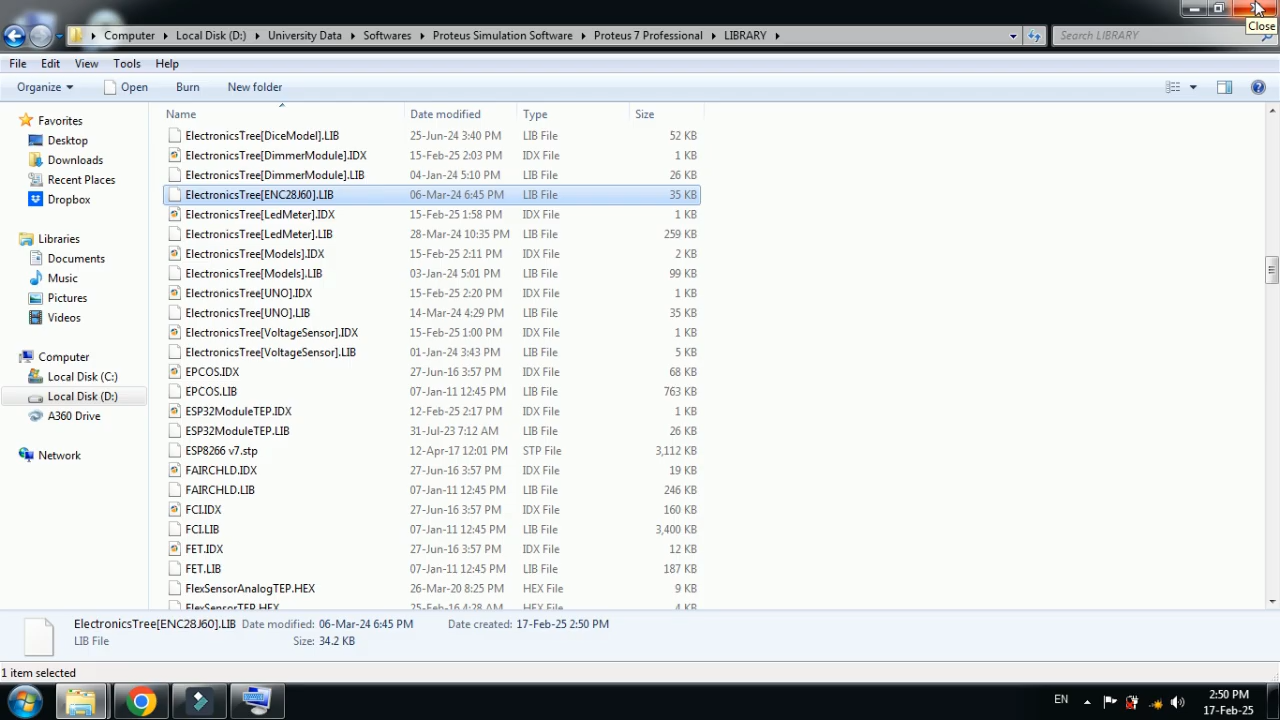 Close
Computer Local Disk (D:) University Data Softwares Proteus Simulation Software Proteus 7 Professional LIBRARY Search LIBRARY
File Edit View Tools Help
Organize Open Burn New folder
Name Date modified Type Size
Favorites
Desktop
Downloads
Recent Places
Dropbox
Libraries
Documents
Music
Pictures
Videos
Computer
Local Disk (C:)
Local Disk (D:)
A360 Drive
Network
ElectronicsTree[DiceModel].LIB 25-Jun-24 3:40 PM LIB File 52 KB
ElectronicsTree[DimmerModule].IDX 15-Feb-25 2:03 PM IDX File 1 KB
ElectronicsTree[DimmerModule].LIB 04-Jan-24 5:10 PM LIB File 26 KB
ElectronicsTree[ENC28J60].LIB 06-Mar-24 6:45 PM LIB File 35 KB
ElectronicsTree[LedMeter].IDX 15-Feb-25 1:58 PM IDX File 1 KB
ElectronicsTree[LedMeter].LIB 28-Mar-24 10:35 PM LIB File 259 KB
ElectronicsTree[Models].IDX 15-Feb-25 2:11 PM IDX File 2 KB
ElectronicsTree[Models].LIB 03-Jan-24 5:01 PM LIB File 99 KB
ElectronicsTree[UNO].IDX 15-Feb-25 2:20 PM IDX File 1 KB
ElectronicsTree[UNO].LIB 14-Mar-24 4:29 PM LIB File 35 KB
ElectronicsTree[VoltageSensor].IDX 15-Feb-25 1:00 PM IDX File 1 KB
ElectronicsTree[VoltageSensor].LIB 01-Jan-24 3:43 PM LIB File 5 KB
EPCOS.IDX 27-Jun-16 3:57 PM IDX File 68 KB
EPCOS.LIB 07-Jan-11 12:45 PM LIB File 763 KB
ESP32ModuleTEP.IDX 12-Feb-25 2:17 PM IDX File 1 KB
ESP32ModuleTEP.LIB 31-Jul-23 7:12 AM LIB File 26 KB
ESP8266 v7.stp 12-Apr-17 12:01 PM STP File 3,112 KB
FAIRCHLD.IDX 27-Jun-16 3:57 PM IDX File 19 KB
FAIRCHLD.LIB 07-Jan-11 12:45 PM LIB File 246 KB
FCI.IDX 27-Jun-16 3:57 PM IDX File 160 KB
FCI.LIB 07-Jan-11 12:45 PM LIB File 3,400 KB
FET.IDX 27-Jun-16 3:57 PM IDX File 12 KB
FET.LIB 07-Jan-11 12:45 PM LIB File 187 KB
FlexSensorAnalogTEP.HEX 26-Mar-20 8:25 PM HEX File 9 KB
FlexSensorTEP.HEX 25-Feb-16 4:28 AM HEX File 4 KB
ElectronicsTree[ENC28J60].LIB Date modified: 06-Mar-24 6:45 PM Date created: 17-Feb-25 2:50 PM
LIB File Size: 34.2 KB
1 item selected
EN 2:50 PM
17-Feb-25